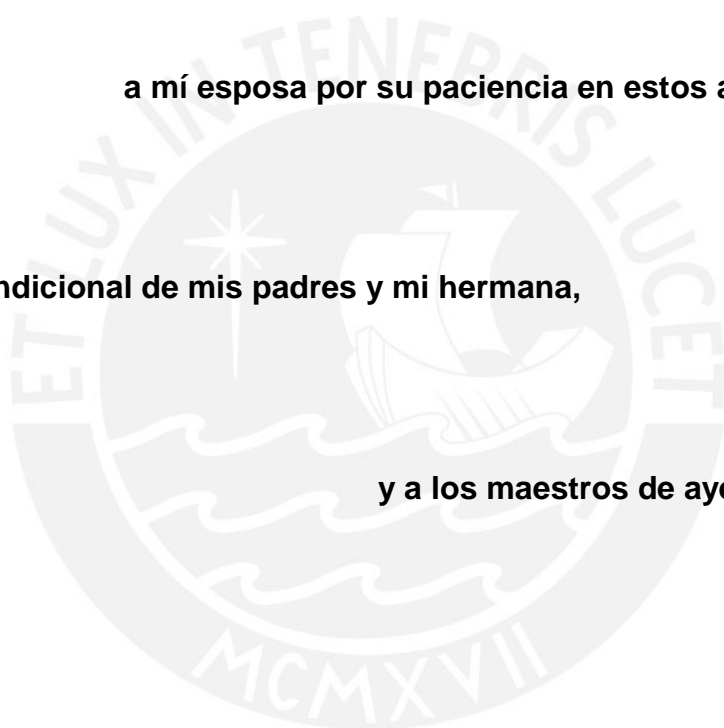 ET LUX IN TENEBRIS LUCET
a mí esposa por su paciencia en estos
de mis padres y mi hermana,
y a los maestros de
MCMXVII